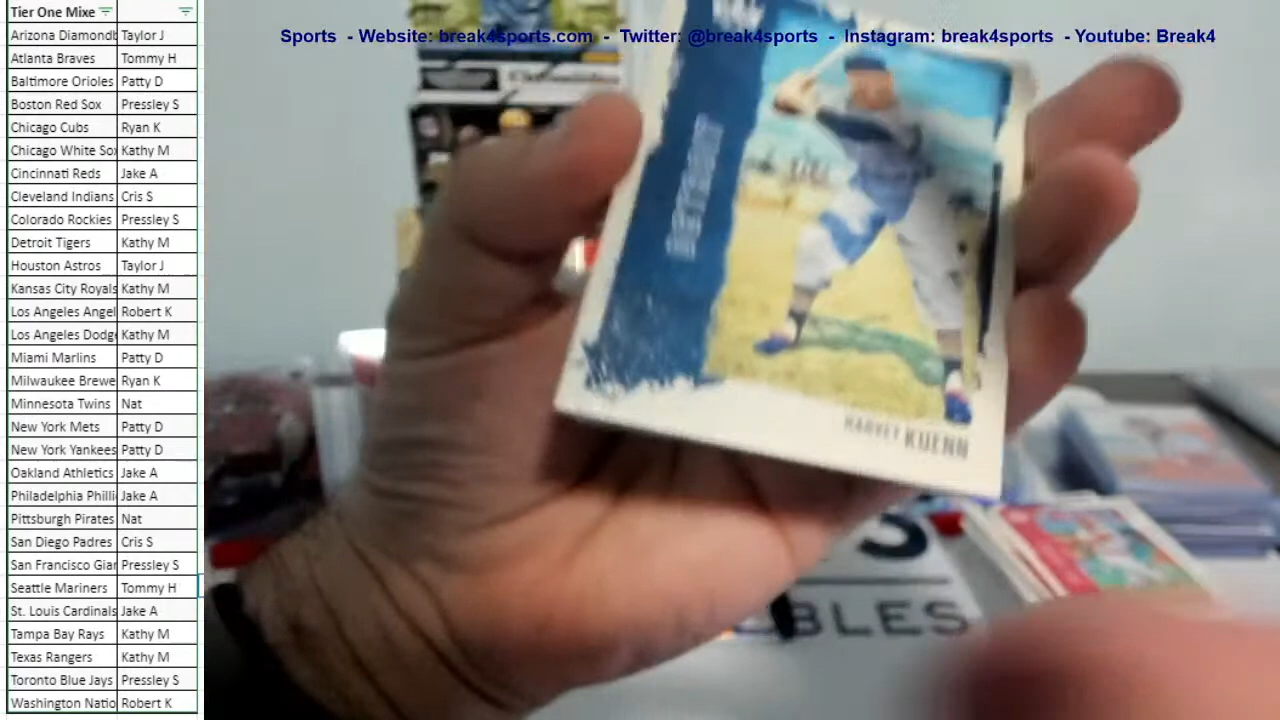 Tier One Mixe
Arizona Diamondb Taylor J
Atlanta Braves Tommy H
Baltimore Orioles Patty D
Boston Red Sox Pressley S
Chicago Cubs Ryan K
Chicago White Sox Kathy M
Cincinnati Reds Jake A
Cleveland Indians Cris S
Colorado Rockies Pressley S
Detroit Tigers Kathy M
Houston Astros Taylor J
Kansas City Royals Kathy M
Los Angeles Angel Robert K
Los Angeles Dodge Kathy M
Miami Marlins Patty D
Milwaukee Brewe Ryan K
Minnesota Twins Nat
New York Mets Patty D
New York Yankees Patty D
Oakland Athletics Jake A
Philadelphia Philli Jake A
Pittsburgh Pirates Nat
San Diego Padres Cris S
San Francisco Giar Pressley S
Seattle Mariners Tommy H
St. Louis Cardinals Jake A
Tampa Bay Rays Kathy M
Texas Rangers Kathy M
Toronto Blue Jays Pressley S
Washington Natio Robert K
Sports - Website: break4sports.com - Twitter: @break4sports - Instagram: break4sports - Youtube: Break4
DETROIT
HARVEY KUENN
BLES